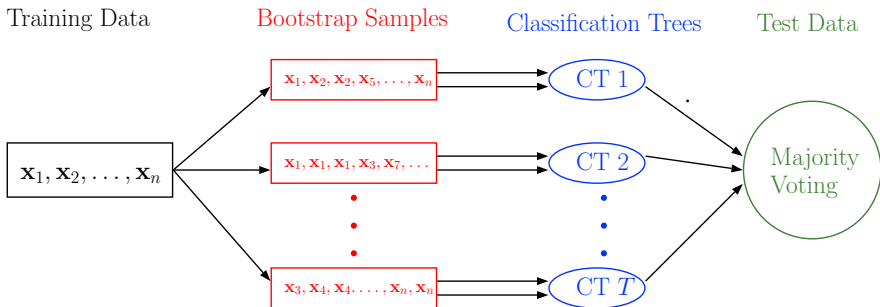 Training Data
Bootstrap Samples
Classification Trees
Test Data
x₁, x₂, x₂, x₅, . . . , xₙ
CT 1
x₁, x₂, . . . , xₙ
x₁, x₁, x₁, x₃, x₇, . . .
CT 2
Majority
Voting
x₃, x₄, x₄. . . . , xₙ, xₙ
CT T